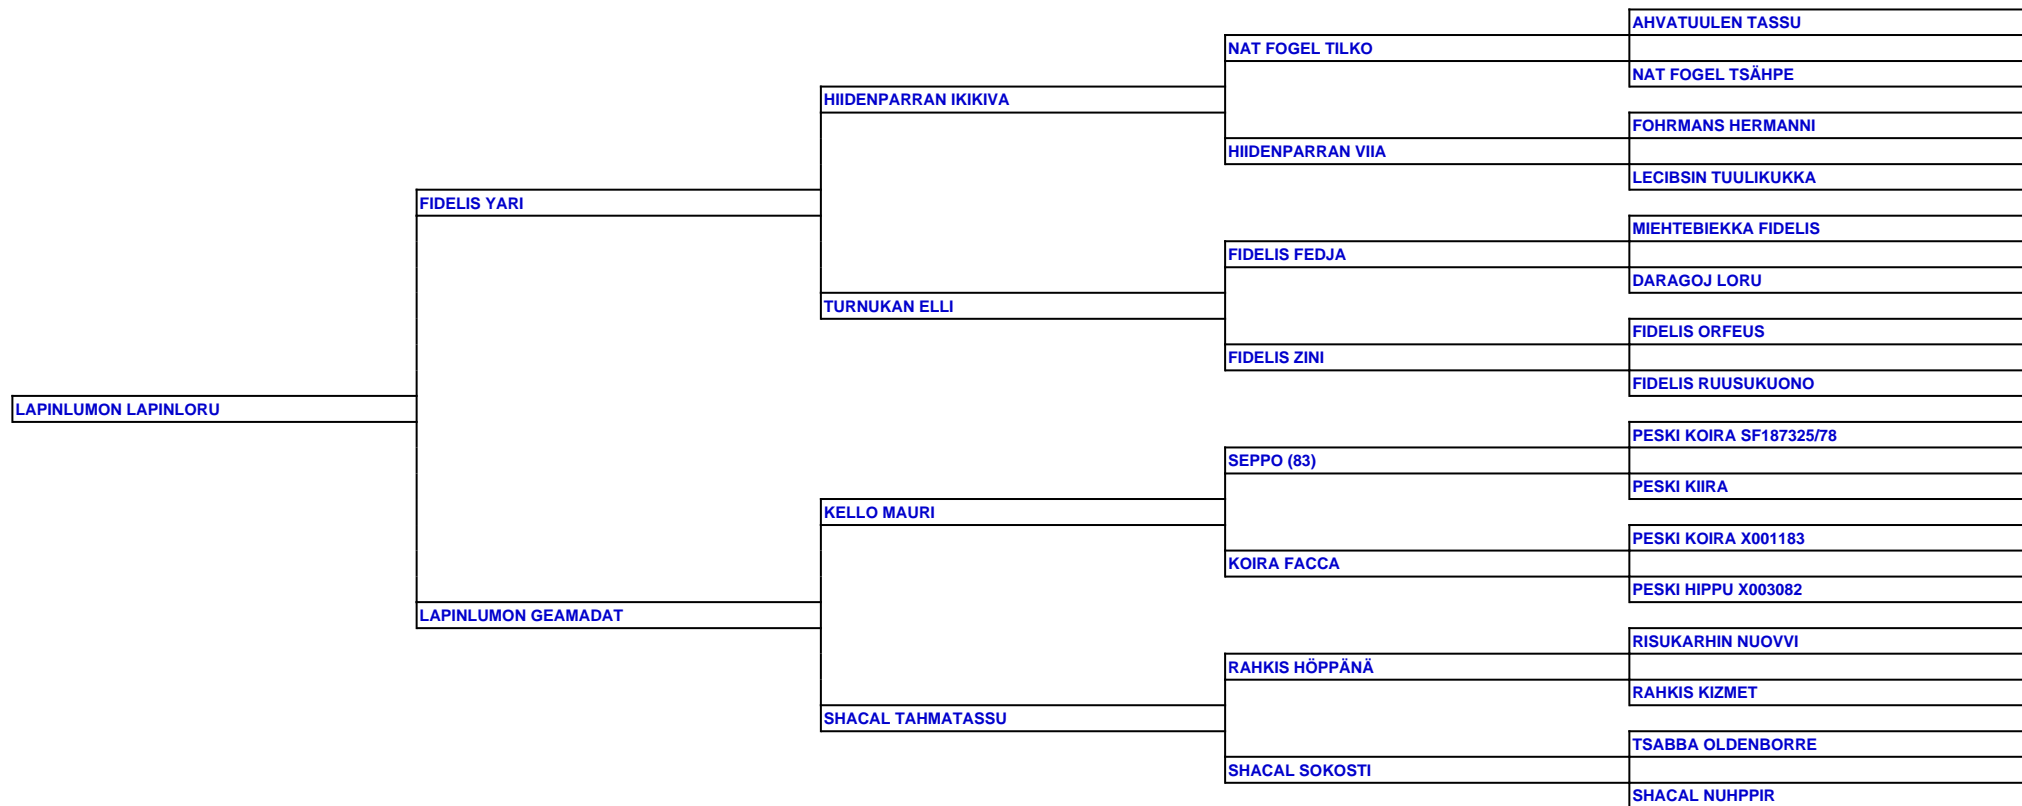 AHVATUULEN TASSU
NAT FOGEL TILKO
NAT FOGEL TSÄHPE
HIIDENPARRAN IKIKIVA
FOHRMANS HERMANNI
HIIDENPARRAN VIIA
LECIBSIN TUULIKUKKA
FIDELIS YARI
MIEHTEBIEKKA FIDELIS
FIDELIS FEDJA
DARAGOJ LORU
TURNUKAN ELLI
FIDELIS ORFEUS
FIDELIS ZINI
FIDELIS RUUSUKUONO
LAPINLUMON LAPINLORU
PESKI KOIRA SF187325/78
SEPPO (83)
PESKI KIIRA
KELLO MAURI
PESKI KOIRA X001183
KOIRA FACCA
PESKI HIPPU X003082
LAPINLUMON GEAMADAT
RISUKARHIN NUOVVI
RAHKIS HÖPPÄNÄ
RAHKIS KIZMET
SHACAL TAHMATASSU
TSABBA OLDENBORRE
SHACAL SOKOSTI
SHACAL NUHPPIR